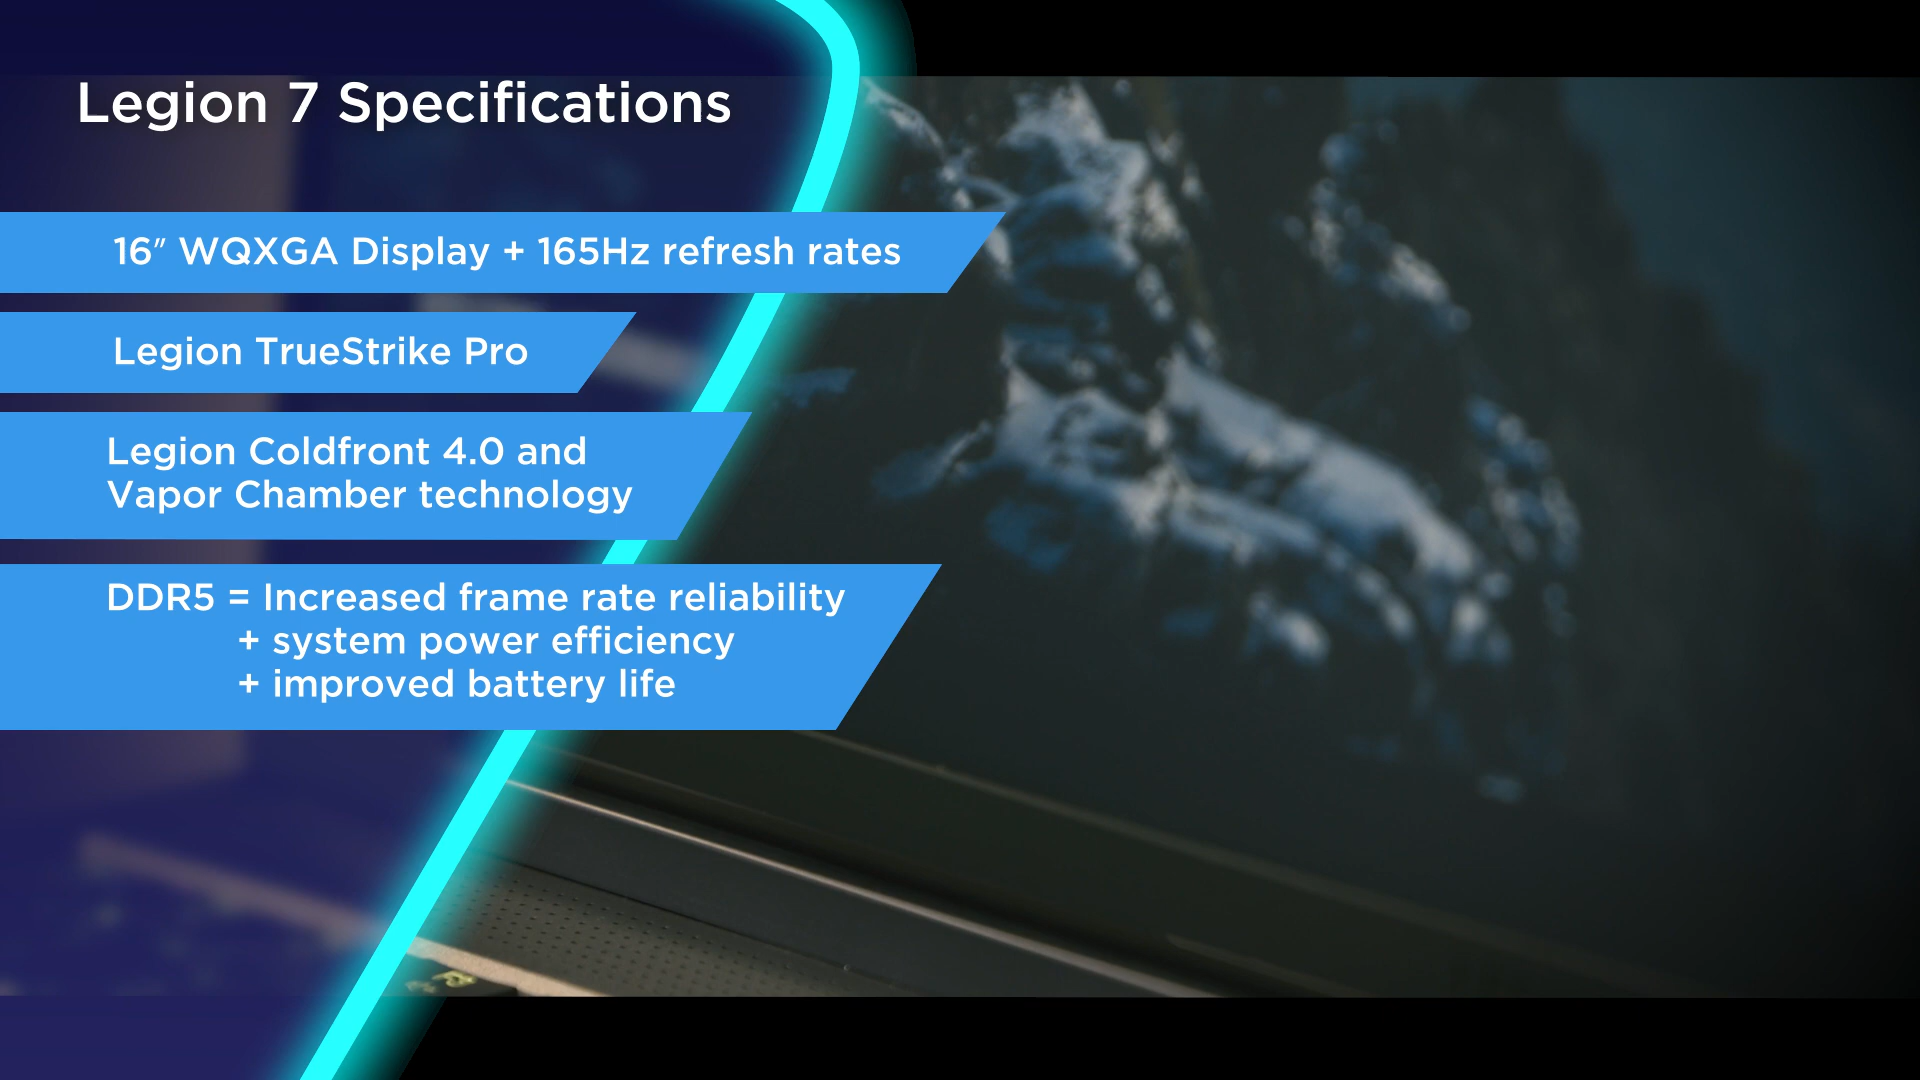 Legion 7 Specifications
16″ WQXGA Display + 165Hz refresh rates
Legion TrueStrike Pro
Legion Coldfront 4.0 and
Vapor Chamber technology
DDR5 = Increased frame rate reliability
+ system power efficiency
+ improved battery life